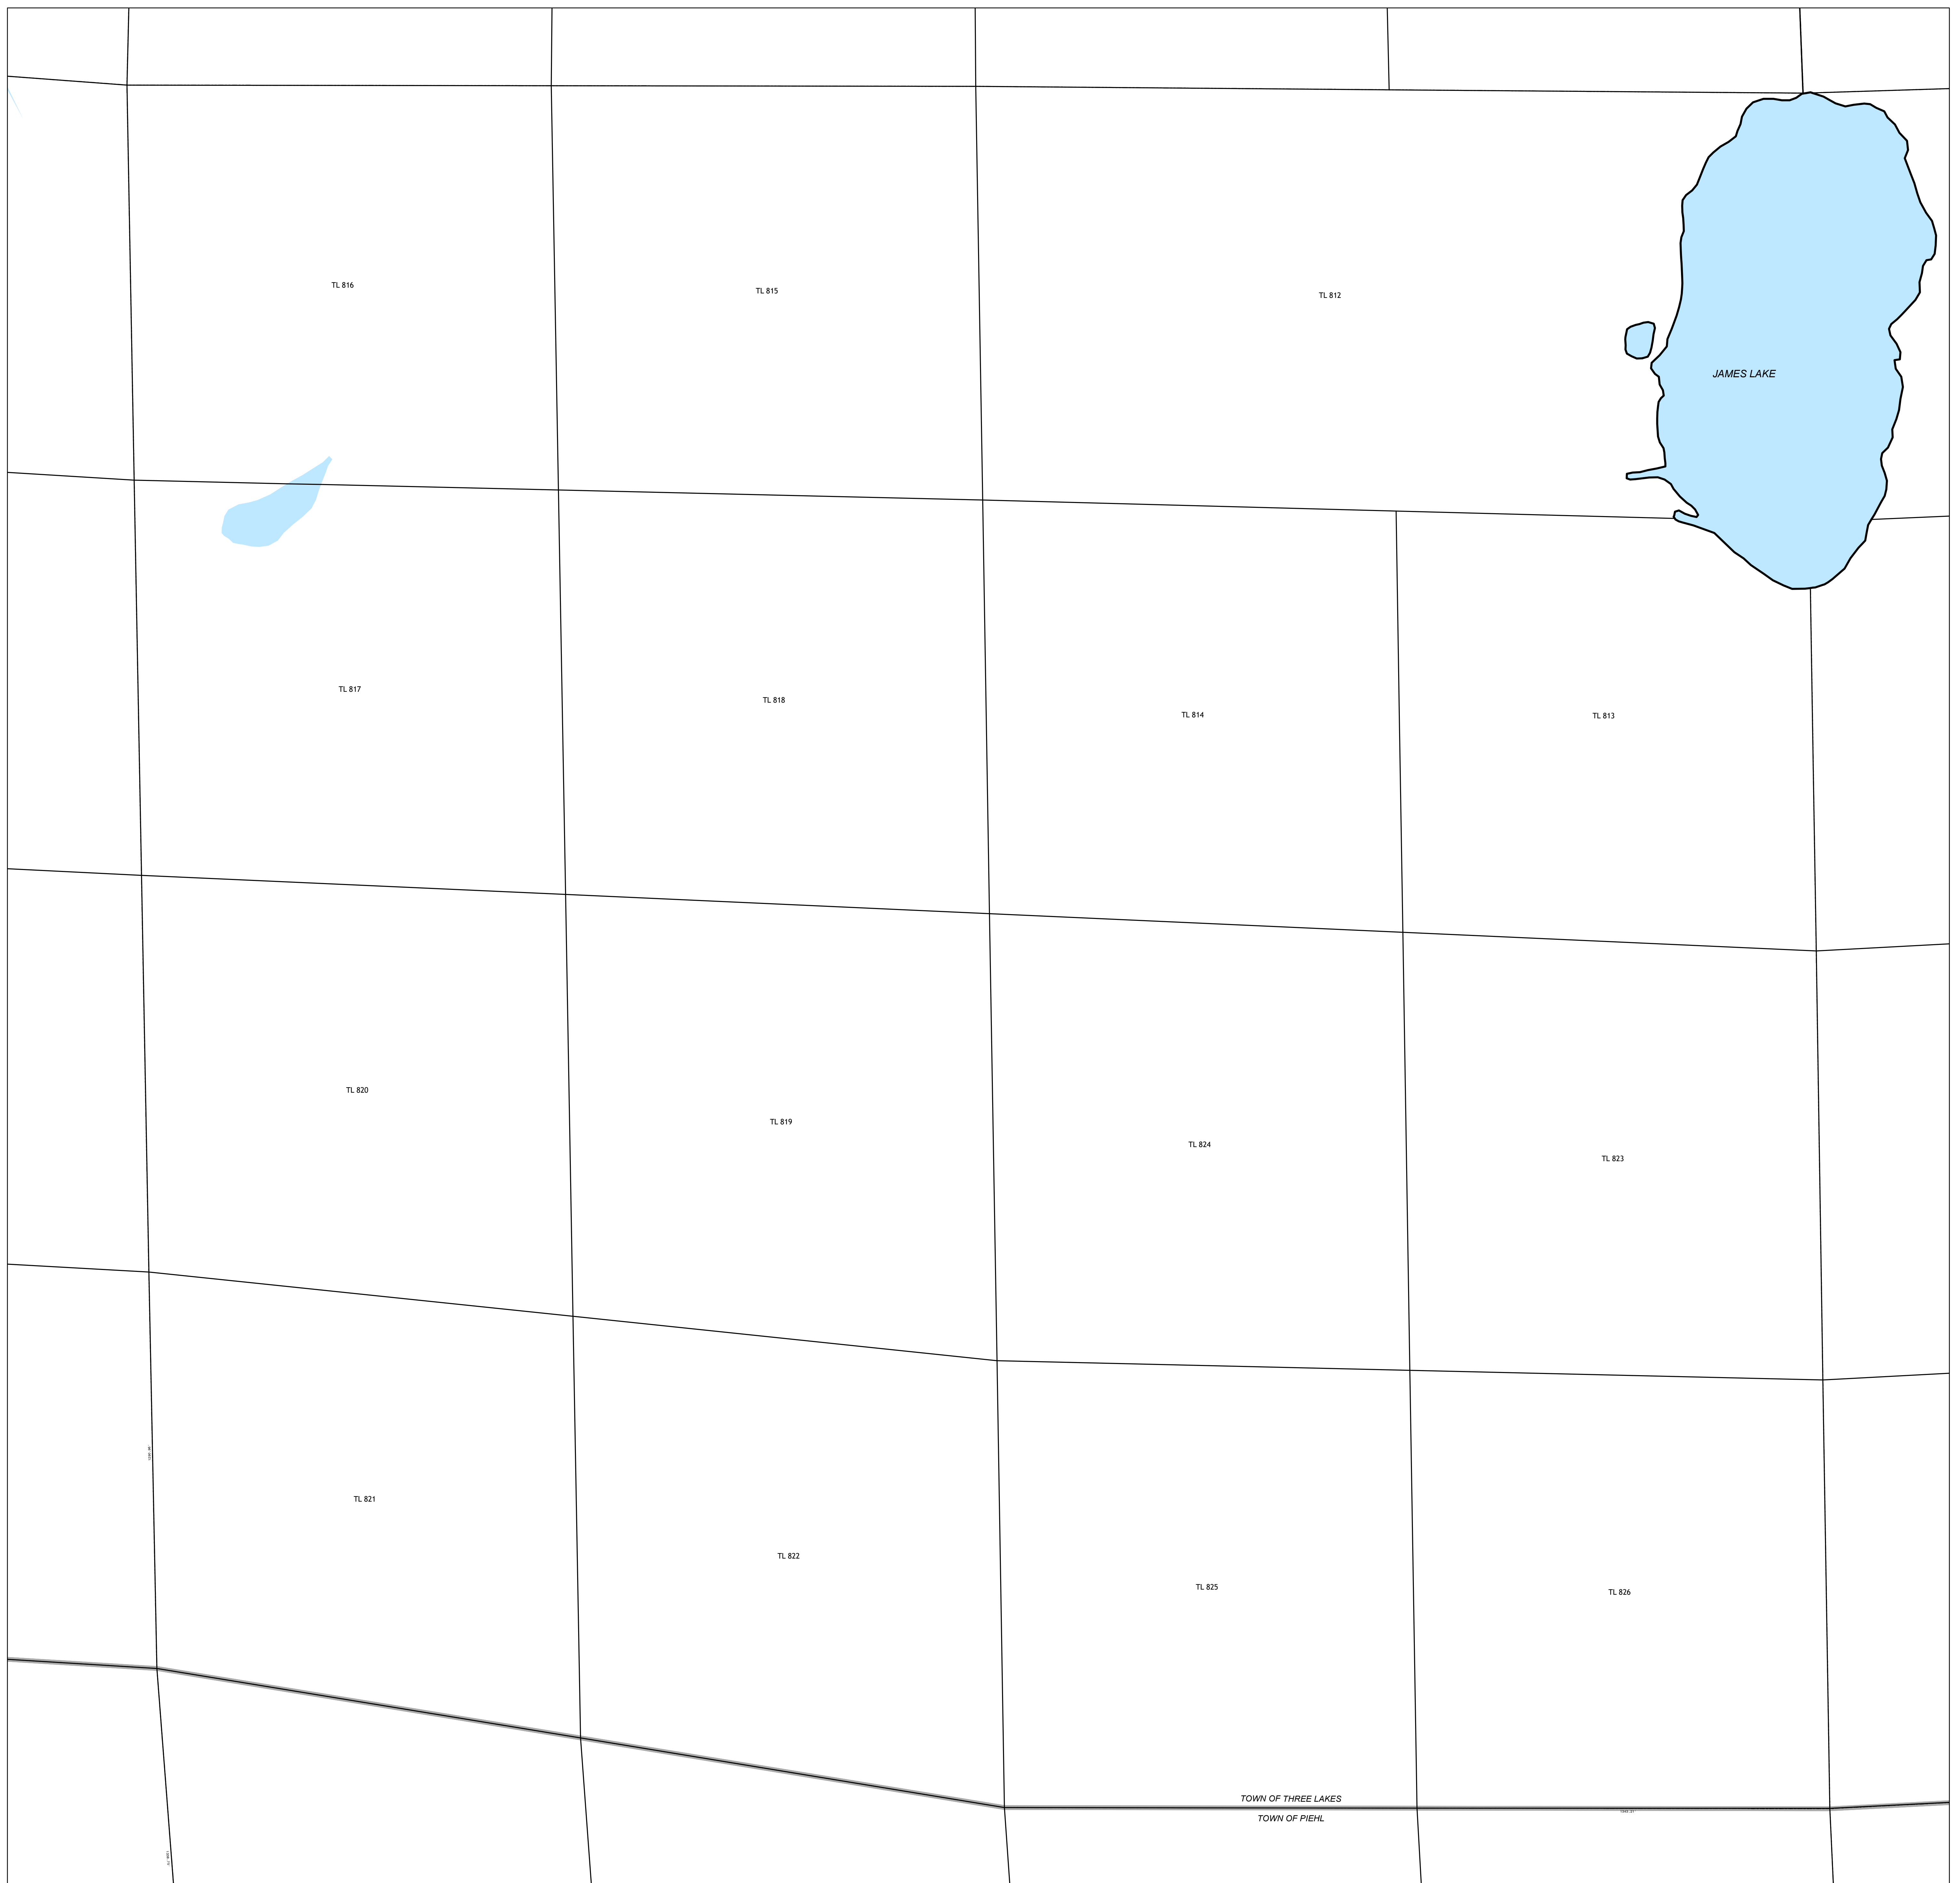 TL 816
TL 815
TL 812
JAMES LAKE
TL 817
TL 818
TL 814
TL 813
TL 820
TL 819
TL 824
TL 823
TL 821
TL 822
TL 825
TL 826
TOWN OF THREE LAKES
TOWN OF PIEHL